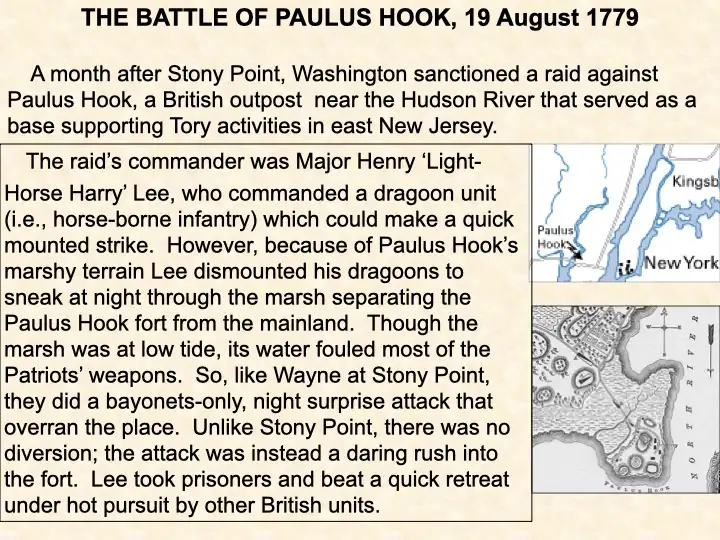 THE BATTLE OF PAULUS HOOK, 19 August 1779
A month after Stony Point, Washington sanctioned a raid against
Paulus Hook, a British outpost near the Hudson River that served as a
base supporting Tory activities in east New Jersey.
The raid's commander was Major Henry ‘Light-
Horse Harry’ Lee, who commanded a dragoon unit
(i.e., horse-borne infantry) which could make a quick
mounted strike. However, because of Paulus Hook's
marshy terrain Lee dismounted his dragoons to
sneak at night through the marsh separating the
Paulus Hook fort from the mainland. Though the
marsh was at low tide, its water fouled most of the
Patriots' weapons. So, like Wayne at Stony Point,
they did a bayonets-only, night surprise attack that
overran the place. Unlike Stony Point, there was no
diversion; the attack was instead a daring rush into
the fort. Lee took prisoners and beat a quick retreat
under hot pursuit by other British units.
Kingsb
Paulus
Hook
New York
NORTH RIVER
PAULUS HOOK